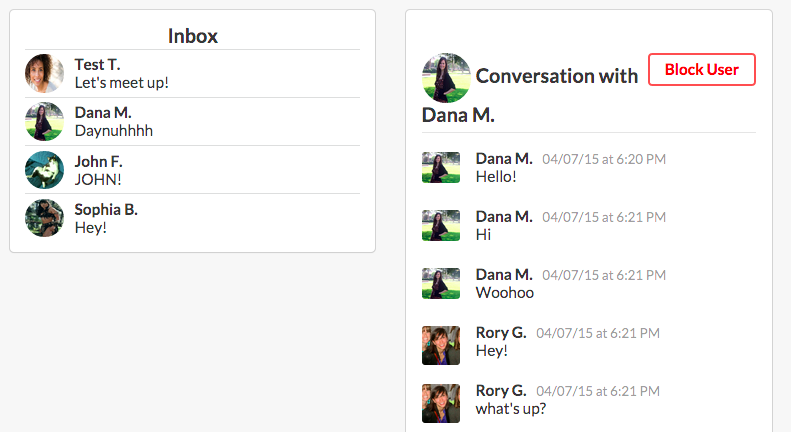 Inbox
Test T.
Let's meet up!
Dana M.
Daynuhhhh
John F.
JOHN!
Sophia B.
Hey!
Conversation with
Dana M.
Block User
Dana M. 04/07/15 at 6:20 PM
Hello!
Dana M. 04/07/15 at 6:21 PM
Hi
Dana M. 04/07/15 at 6:21 PM
Woohoo
Rory G. 04/07/15 at 6:21 PM
Hey!
Rory G. 04/07/15 at 6:21 PM
what's up?